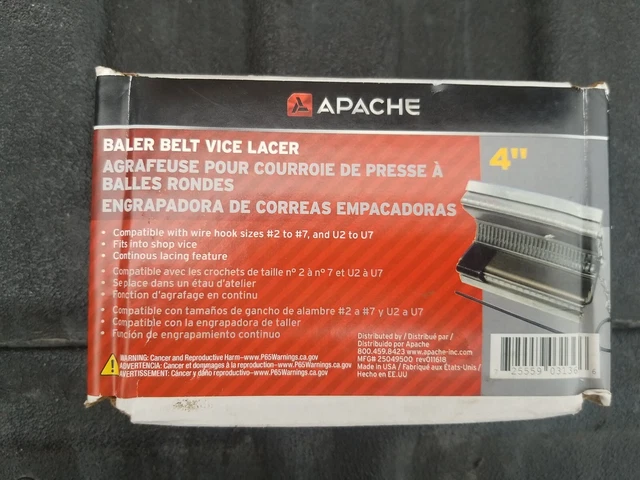 APACHE
BALER BELT VICE LACER
AGRAFEUSE POUR COURROIE DE PRESSE À
BALLES RONDES
ENGRAPADORA DE CORREAS EMPACADORAS
4"
• Compatible with wire hook sizes #2 to #7, and U2 to U7
• Fits into shop vice
• Continous lacing feature
• Compatible avec les crochets de taille n° 2 à n° 7 et U2 à U7
• Se place dans un étau d'atelier
• Fonction d'agrafage en continu
• Compatible con tamaños de gancho de alambre #2 a #7 y U2 a U7
• Compatible con la engrapadora de taller
• Función de engrapamiento continuo
WARNING: Cancer and Reproductive Harm–www.P65Warnings.ca.gov
ADVERTENCIA: Cancer et dommages à la reproduction–www.P65Warnings.ca.gov
AVERTISSEMENT: Cáncer y daño reproductivo–www.P65Warnings.ca.gov
Distributed by / Distribué par /
Distribuido por Apache
800.459.8423 www.apache-inc.com
MFG# 25049500 rev011618
Made in USA / Fabriqué aux États-Unis /
Hecho en EE.UU
25559 03136